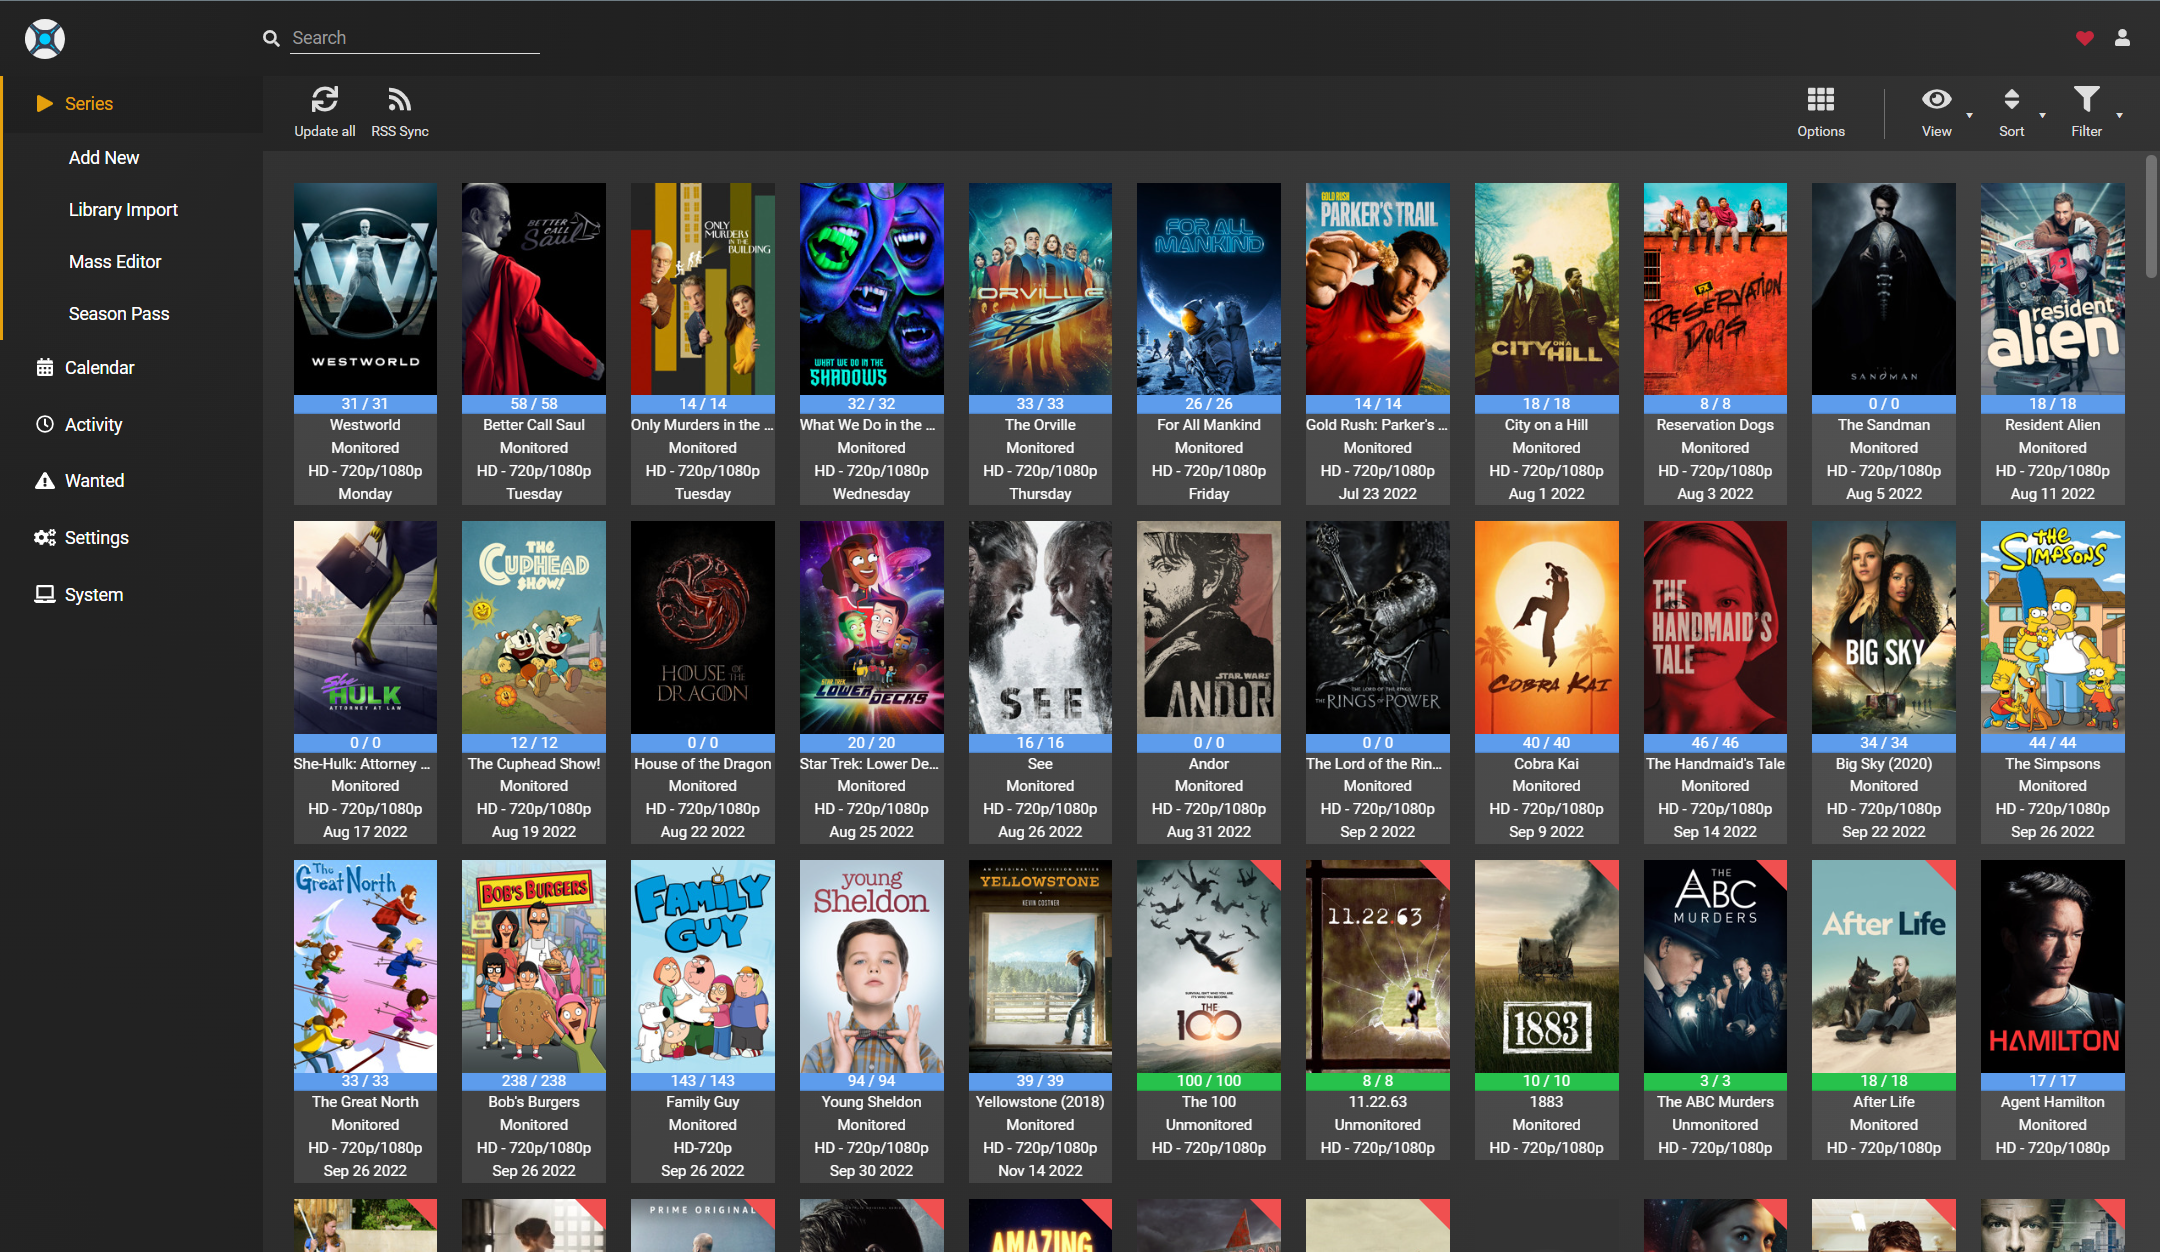 Search
Series
Add New
Library Import
Mass Editor
Season Pass
Calendar
Activity
Wanted
Settings
System
Update all
RSS Sync
Options
View
Sort
Filter
WESTWORLD
31 / 31
Westworld
Monitored
HD - 720p/1080p
Monday
BETTER
CALL
Saul
58 / 58
Better Call Saul
Monitored
HD - 720p/1080p
Tuesday
ONLY
MURDERS
IN THE
BUILDING
14 / 14
Only Murders in the ...
Monitored
HD - 720p/1080p
Tuesday
WHAT WE DO IN THE
SHADOWS
32 / 32
What We Do in the ...
Monitored
HD - 720p/1080p
Wednesday
ORVILLE
33 / 33
The Orville
Monitored
HD - 720p/1080p
Thursday
FOR ALL
MANKIND
26 / 26
For All Mankind
Monitored
HD - 720p/1080p
Friday
GOLD RUSH
PARKER'S TRAIL
14 / 14
Gold Rush: Parker's ...
Monitored
HD - 720p/1080p
Jul 23 2022
CITY ON A HILL
18 / 18
City on a Hill
Monitored
HD - 720p/1080p
Aug 1 2022
FX
RESERVATION
DOGS
8 / 8
Reservation Dogs
Monitored
HD - 720p/1080p
Aug 3 2022
SANDMAN
0 / 0
The Sandman
Monitored
HD - 720p/1080p
Aug 5 2022
resident
alien
18 / 18
Resident Alien
Monitored
HD - 720p/1080p
Aug 11 2022
She
HULK
ATTORNEY AT LAW
0 / 0
She-Hulk: Attorney ...
Monitored
HD - 720p/1080p
Aug 17 2022
THE
CUPHEAD
SHOW!
12 / 12
The Cuphead Show!
Monitored
HD - 720p/1080p
Aug 19 2022
HOUSE OF THE
DRAGON
0 / 0
House of the Dragon
Monitored
HD - 720p/1080p
Aug 22 2022
STAR TREK
LOWER DECKS
20 / 20
Star Trek: Lower De...
Monitored
HD - 720p/1080p
Aug 25 2022
SEE
16 / 16
See
Monitored
HD - 720p/1080p
Aug 26 2022
STAR WARS
ANDOR
0 / 0
Andor
Monitored
HD - 720p/1080p
Aug 31 2022
THE LORD OF THE RINGS
THE RINGS OF POWER
0 / 0
The Lord of the Rin...
Monitored
HD - 720p/1080p
Sep 2 2022
COBRA KAI
40 / 40
Cobra Kai
Monitored
HD - 720p/1080p
Sep 9 2022
THE
HANDMAID'S
TALE
46 / 46
The Handmaid's Tale
Monitored
HD - 720p/1080p
Sep 14 2022
BIG SKY
34 / 34
Big Sky (2020)
Monitored
HD - 720p/1080p
Sep 22 2022
THE
SIMPSONS
44 / 44
The Simpsons
Monitored
HD - 720p/1080p
Sep 26 2022
The
Great North
33 / 33
The Great North
Monitored
HD - 720p/1080p
Sep 26 2022
BOB'S BURGERS
238 / 238
Bob's Burgers
Monitored
HD - 720p/1080p
Sep 26 2022
FAMILY
GUY
143 / 143
Family Guy
Monitored
HD-720p
Sep 26 2022
young
Sheldon
94 / 94
Young Sheldon
Monitored
HD - 720p/1080p
Sep 30 2022
AN ORIGINAL TELEVISION SERIES
YELLOWSTONE
KEVIN COSTNER
39 / 39
Yellowstone (2018)
Monitored
HD - 720p/1080p
Nov 14 2022
SURVIVAL ISN'T WHO YOU ARE.
IT'S WHO YOU BECOME.
THE
100
100 / 100
The 100
Unmonitored
HD - 720p/1080p
11.22.63
8 / 8
11.22.63
Unmonitored
HD - 720p/1080p
1883
10 / 10
1883
Monitored
HD - 720p/1080p
THE
ABC
MURDERS
3 / 3
The ABC Murders
Unmonitored
HD - 720p/1080p
After Life
18 / 18
After Life
Monitored
HD - 720p/1080p
HAMILTON
17 / 17
Agent Hamilton
Monitored
HD - 720p/1080p
PRIME ORIGINAL
AMAZING